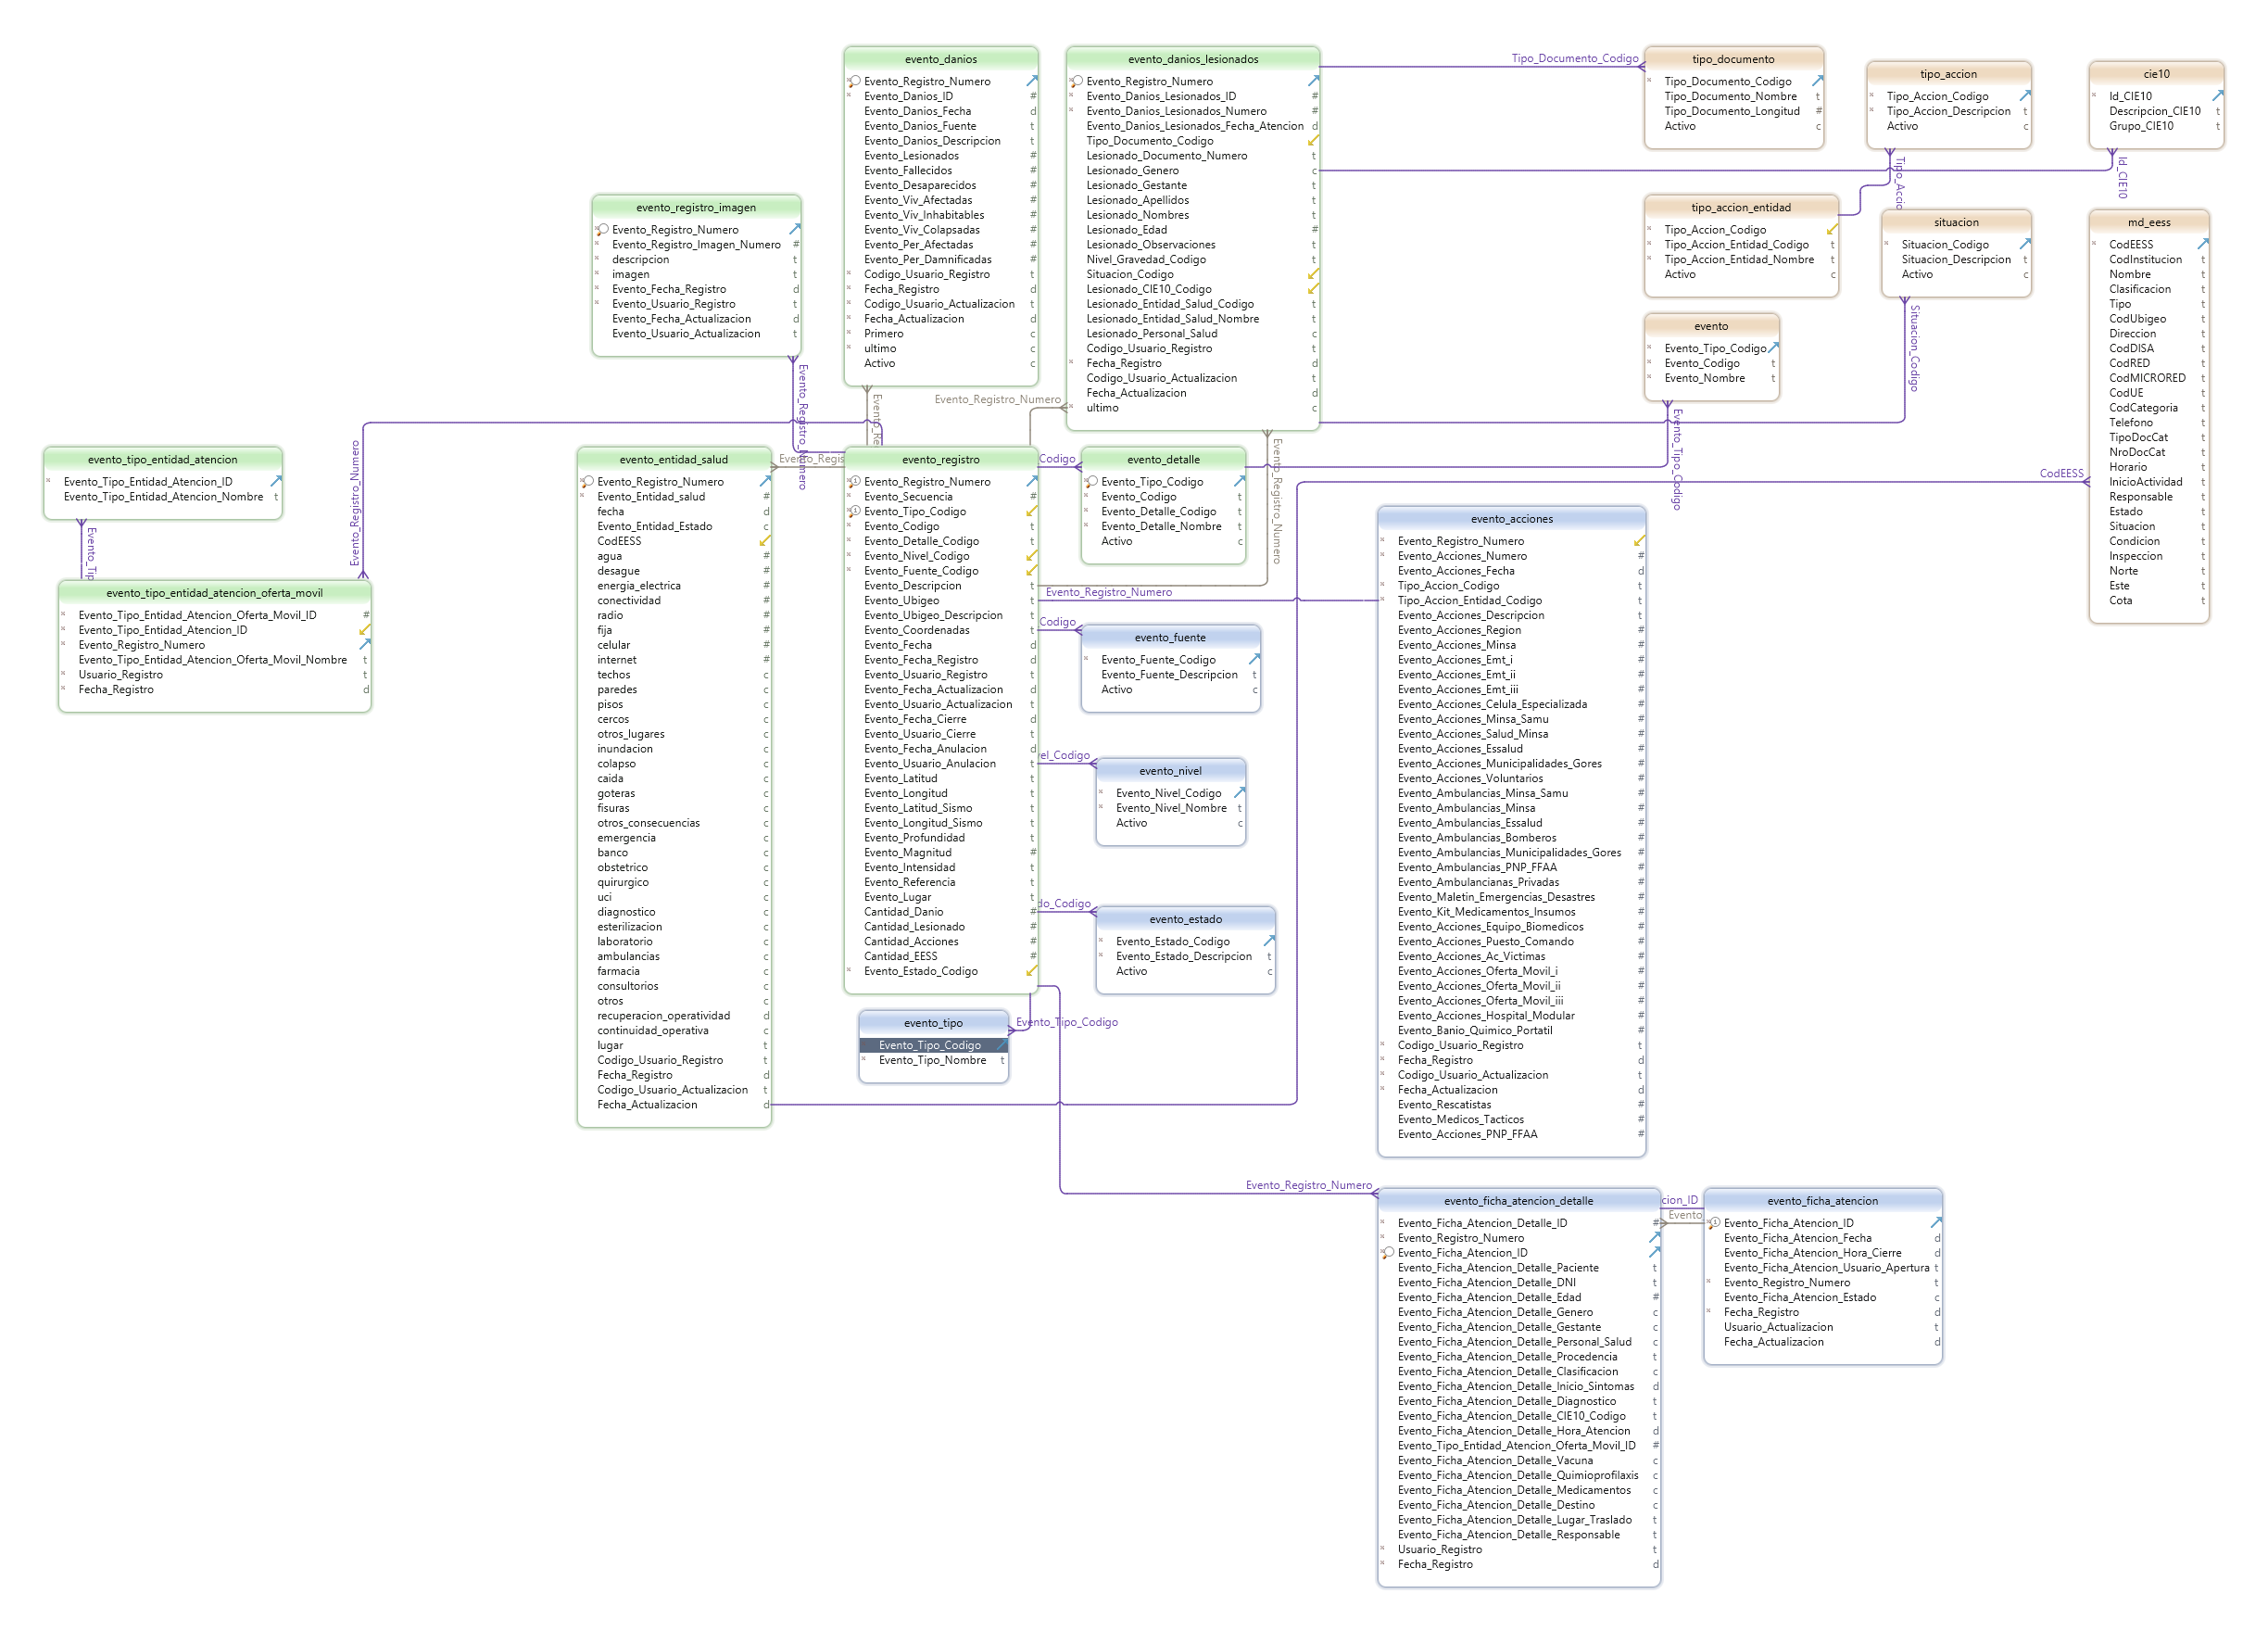 evento_danios
Evento_Registro_Numero
Evento_Danios_ID #
Evento_Danios_Fecha d
Evento_Danios_Fuente t
Evento_Danios_Descripcion t
Evento_Lesionados #
Evento_Fallecidos #
Evento_Desaparecidos #
Evento_Viv_Afectadas #
Evento_Viv_Inhabitables #
Evento_Viv_Colapsadas #
Evento_Per_Afectadas #
Evento_Per_Damnificadas #
Codigo_Usuario_Registro t
Fecha_Registro d
Codigo_Usuario_Actualizacion t
Fecha_Actualizacion d
Primero c
ultimo c
Activo c
evento_danios_lesionados
Evento_Registro_Numero
Evento_Danios_Lesionados_ID #
Evento_Danios_Lesionados_Numero #
Evento_Danios_Lesionados_Fecha_Atencion d
Tipo_Documento_Codigo
Lesionado_Documento_Numero t
Lesionado_Genero c
Lesionado_Gestante t
Lesionado_Apellidos t
Lesionado_Nombres t
Lesionado_Edad #
Lesionado_Observaciones t
Nivel_Gravedad_Codigo t
Situacion_Codigo
Lesionado_CIE10_Codigo
Lesionado_Entidad_Salud_Codigo t
Lesionado_Entidad_Salud_Nombre t
Lesionado_Personal_Salud c
Codigo_Usuario_Registro t
Fecha_Registro d
Codigo_Usuario_Actualizacion t
Fecha_Actualizacion d
ultimo c
Tipo_Documento_Codigo
tipo_documento
Tipo_Documento_Codigo
Tipo_Documento_Nombre t
Tipo_Documento_Longitud #
Activo c
tipo_accion
Tipo_Accion_Codigo
Tipo_Accion_Descripcion t
Activo c
Tipo_Accic
cie10
Id_CIE10
Descripcion_CIE10 t
Grupo_CIE10 t
Id_CIE10
evento_registro_imagen
Evento_Registro_Numero
Evento_Registro_Imagen_Numero #
descripcion t
imagen t
Evento_Fecha_Registro d
Evento_Usuario_Registro t
Evento_Fecha_Actualizacion d
Evento_Usuario_Actualizacion t
Evento_Registro_Numero
Evento_Re
Evento_Registro_Numero
tipo_accion_entidad
Tipo_Accion_Codigo
Tipo_Accion_Entidad_Codigo t
Tipo_Accion_Entidad_Nombre t
Activo c
situacion
Situacion_Codigo
Situacion_Descripcion t
Activo c
Situacion_Codigo
md_eess
CodEESS
CodInstitucion t
Nombre t
Clasificacion t
Tipo t
CodUbigeo t
Direccion t
CodDISA t
CodRED t
CodMICRORED t
CodUE t
CodCategoria t
Telefono t
TipoDocCat t
NroDocCat t
Horario t
InicioActividad t
Responsable t
Estado t
Situacion t
Condicion t
Inspeccion t
Norte t
Este t
Cota t
CodEESS
evento
Evento_Tipo_Codigo
Evento_Codigo t
Evento_Nombre t
Evento_Tipo_Codigo
evento_tipo_entidad_atencion
Evento_Tipo_Entidad_Atencion_ID
Evento_Tipo_Entidad_Atencion_Nombre t
Evento_Tip
Evento_Registro_Numero
evento_tipo_entidad_atencion_oferta_movil
Evento_Tipo_Entidad_Atencion_Oferta_Movil_ID #
Evento_Tipo_Entidad_Atencion_ID
Evento_Registro_Numero
Evento_Tipo_Entidad_Atencion_Oferta_Movil_Nombre t
Usuario_Registro t
Fecha_Registro d
evento_entidad_salud
Evento_Registro_Numero
Evento_Entidad_salud #
fecha d
Evento_Entidad_Estado c
CodEESS
agua #
desague #
energia_electrica #
conectividad #
radio #
fija #
celular #
internet #
techos c
paredes c
pisos c
cercos c
otros_lugares c
inundacion c
colapso c
caida c
goteras c
fisuras c
otros_consecuencias c
emergencia c
banco c
obstetrico c
quirurgico c
uci c
diagnostico c
esterilizacion c
laboratorio c
ambulancias c
farmacia c
consultorios c
otros c
recuperacion_operatividad d
continuidad_operativa c
lugar t
Codigo_Usuario_Registro t
Fecha_Registro d
Codigo_Usuario_Actualizacion t
Fecha_Actualizacion d
Evento_Regis
evento_registro
Evento_Registro_Numero
Evento_Secuencia #
Evento_Tipo_Codigo
Evento_Codigo t
Evento_Detalle_Codigo t
Evento_Nivel_Codigo
Evento_Fuente_Codigo
Evento_Descripcion t
Evento_Ubigeo t
Evento_Ubigeo_Descripcion t
Evento_Coordenadas t
Evento_Fecha d
Evento_Fecha_Registro d
Evento_Usuario_Registro t
Evento_Fecha_Actualizacion d
Evento_Usuario_Actualizacion t
Evento_Fecha_Cierre d
Evento_Usuario_Cierre t
Evento_Fecha_Anulacion d
Evento_Usuario_Anulacion t
Evento_Latitud t
Evento_Longitud t
Evento_Latitud_Sismo t
Evento_Longitud_Sismo t
Evento_Profundidad t
Evento_Magnitud #
Evento_Intensidad t
Evento_Referencia t
Evento_Lugar t
Cantidad_Danio #
Cantidad_Lesionado #
Cantidad_Acciones #
Cantidad_EESS #
Evento_Estado_Codigo
Codigo
evento_detalle
Evento_Tipo_Codigo
Evento_Codigo t
Evento_Detalle_Codigo t
Evento_Detalle_Nombre t
Activo c
Evento_Registro_Numero
Evento_Registro_Numero
Codigo
evento_fuente
Evento_Fuente_Codigo
Evento_Fuente_Descripcion t
Activo c
vel_Codigo
evento_nivel
Evento_Nivel_Codigo
Evento_Nivel_Nombre t
Activo c
do_Codigo
evento_estado
Evento_Estado_Codigo
Evento_Estado_Descripcion t
Activo c
evento_tipo
Evento_Tipo_Codigo
Evento_Tipo_Nombre t
Evento_Tipo_Codigo
evento_acciones
Evento_Registro_Numero
Evento_Acciones_Numero #
Evento_Acciones_Fecha d
Tipo_Accion_Codigo t
Tipo_Accion_Entidad_Codigo t
Evento_Acciones_Descripcion t
Evento_Acciones_Region #
Evento_Acciones_Minsa #
Evento_Acciones_Emt_i #
Evento_Acciones_Emt_ii #
Evento_Acciones_Emt_iii #
Evento_Acciones_Celula_Especializada #
Evento_Acciones_Minsa_Samu #
Evento_Acciones_Salud_Minsa #
Evento_Acciones_Essalud #
Evento_Acciones_Municipalidades_Gores #
Evento_Acciones_Voluntarios #
Evento_Ambulancias_Minsa_Samu #
Evento_Ambulancias_Minsa #
Evento_Ambulancias_Essalud #
Evento_Ambulancias_Bomberos #
Evento_Ambulancias_Municipalidades_Gores #
Evento_Ambulancias_PNP_FFAA #
Evento_Ambulancianas_Privadas #
Evento_Maletin_Emergencias_Desastres #
Evento_Kit_Medicamentos_Insumos #
Evento_Acciones_Equipo_Biomedicos #
Evento_Acciones_Puesto_Comando #
Evento_Acciones_Ac_Victimas #
Evento_Acciones_Oferta_Movil_i #
Evento_Acciones_Oferta_Movil_ii #
Evento_Acciones_Oferta_Movil_iii #
Evento_Acciones_Hospital_Modular #
Evento_Banio_Quimico_Portatil #
Codigo_Usuario_Registro t
Fecha_Registro d
Codigo_Usuario_Actualizacion t
Fecha_Actualizacion d
Evento_Rescatistas #
Evento_Medicos_Tacticos #
Evento_Acciones_PNP_FFAA #
Evento_Registro_Numero
evento_ficha_atencion_detalle
Evento_Ficha_Atencion_Detalle_ID #
Evento_Registro_Numero
Evento_Ficha_Atencion_ID
Evento_Ficha_Atencion_Detalle_Paciente t
Evento_Ficha_Atencion_Detalle_DNI t
Evento_Ficha_Atencion_Detalle_Edad #
Evento_Ficha_Atencion_Detalle_Genero c
Evento_Ficha_Atencion_Detalle_Gestante c
Evento_Ficha_Atencion_Detalle_Personal_Salud c
Evento_Ficha_Atencion_Detalle_Procedencia t
Evento_Ficha_Atencion_Detalle_Clasificacion c
Evento_Ficha_Atencion_Detalle_Inicio_Sintomas d
Evento_Ficha_Atencion_Detalle_Diagnostico t
Evento_Ficha_Atencion_Detalle_CIE10_Codigo t
Evento_Ficha_Atencion_Detalle_Hora_Atencion d
Evento_Tipo_Entidad_Atencion_Oferta_Movil_ID #
Evento_Ficha_Atencion_Detalle_Vacuna c
Evento_Ficha_Atencion_Detalle_Quimioprofilaxis c
Evento_Ficha_Atencion_Detalle_Medicamentos c
Evento_Ficha_Atencion_Detalle_Destino c
Evento_Ficha_Atencion_Detalle_Lugar_Traslado t
Evento_Ficha_Atencion_Detalle_Responsable t
Usuario_Registro t
Fecha_Registro d
cion_ID
Evento
evento_ficha_atencion
Evento_Ficha_Atencion_ID
Evento_Ficha_Atencion_Fecha d
Evento_Ficha_Atencion_Hora_Cierre d
Evento_Ficha_Atencion_Usuario_Apertura t
Evento_Registro_Numero t
Evento_Ficha_Atencion_Estado c
Fecha_Registro d
Usuario_Actualizacion t
Fecha_Actualizacion d